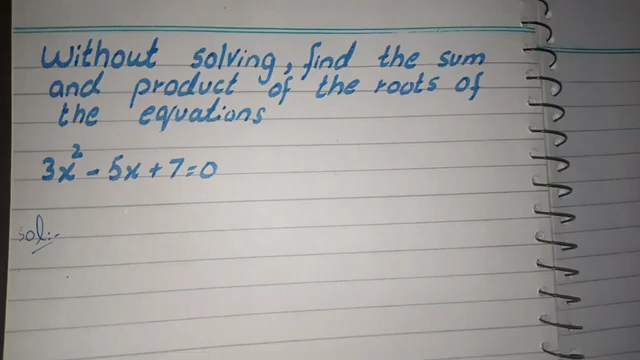 Without solving, find the sum
and product of the roots of
the equations
3x² - 5x + 7 = 0
Sol:-